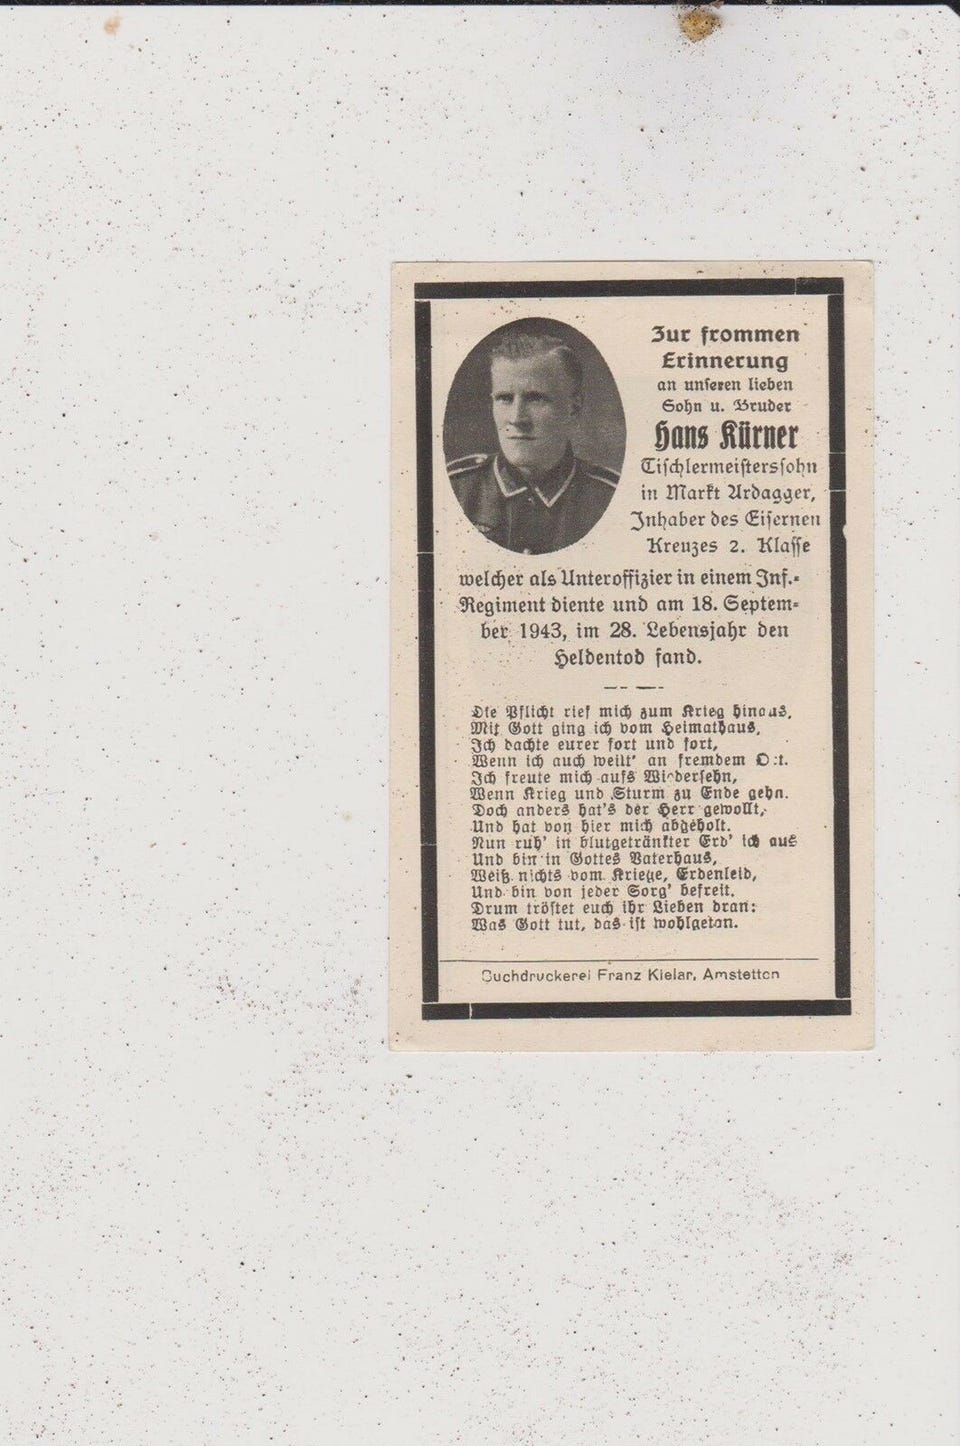 Zur frommen
Erinnerung
an unseren lieben
Sohn u. Bruder
Hans Kürner
Tischlermeisterssohn
in Markt Ardagger,
Inhaber des Eisernen
Kreuzes 2. Klasse
welcher als Unteroffizier in einem Inf.-
Regiment diente und am 18. Septem-
ber 1943, im 28. Lebensjahr den
Heldentod fand.
Die Pflicht rief mich zum Krieg hinaus,
Mit Gott ging ich vom Heimathaus,
Ich dachte eurer fort und fort,
Wenn ich auch weilt' an fremdem Ort.
Ich freute mich aufs Wiedersehn,
Wenn Krieg und Sturm zu Ende gehn.
Doch anders hat's der Herr gewollt,
Und hat von hier mich abgeholt.
Nun ruh' in blutgetränkter Erd' ich aus
Und bin in Gottes Vaterhaus,
Weiß nichts vom Kriege, Erdenleid,
Und bin von jeder Sorg' befreit.
Drum tröstet euch ihr Lieben dran:
Was Gott tut, das ist wohlgetan.
Buchdruckerei Franz Kielar, Amstetten